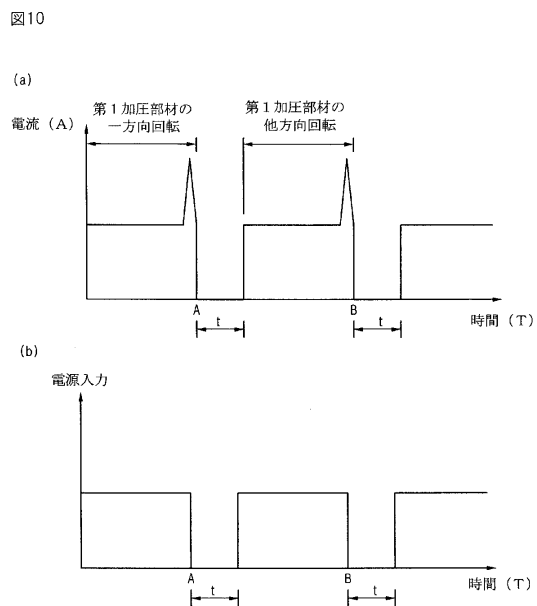 図10
(a)
第１加圧部材の
一方向回転
第１加圧部材の
他方向回転
電流（A）
A
t
B
t
時間（T）
(b)
電源入力
A
t
B
t
時間（T）